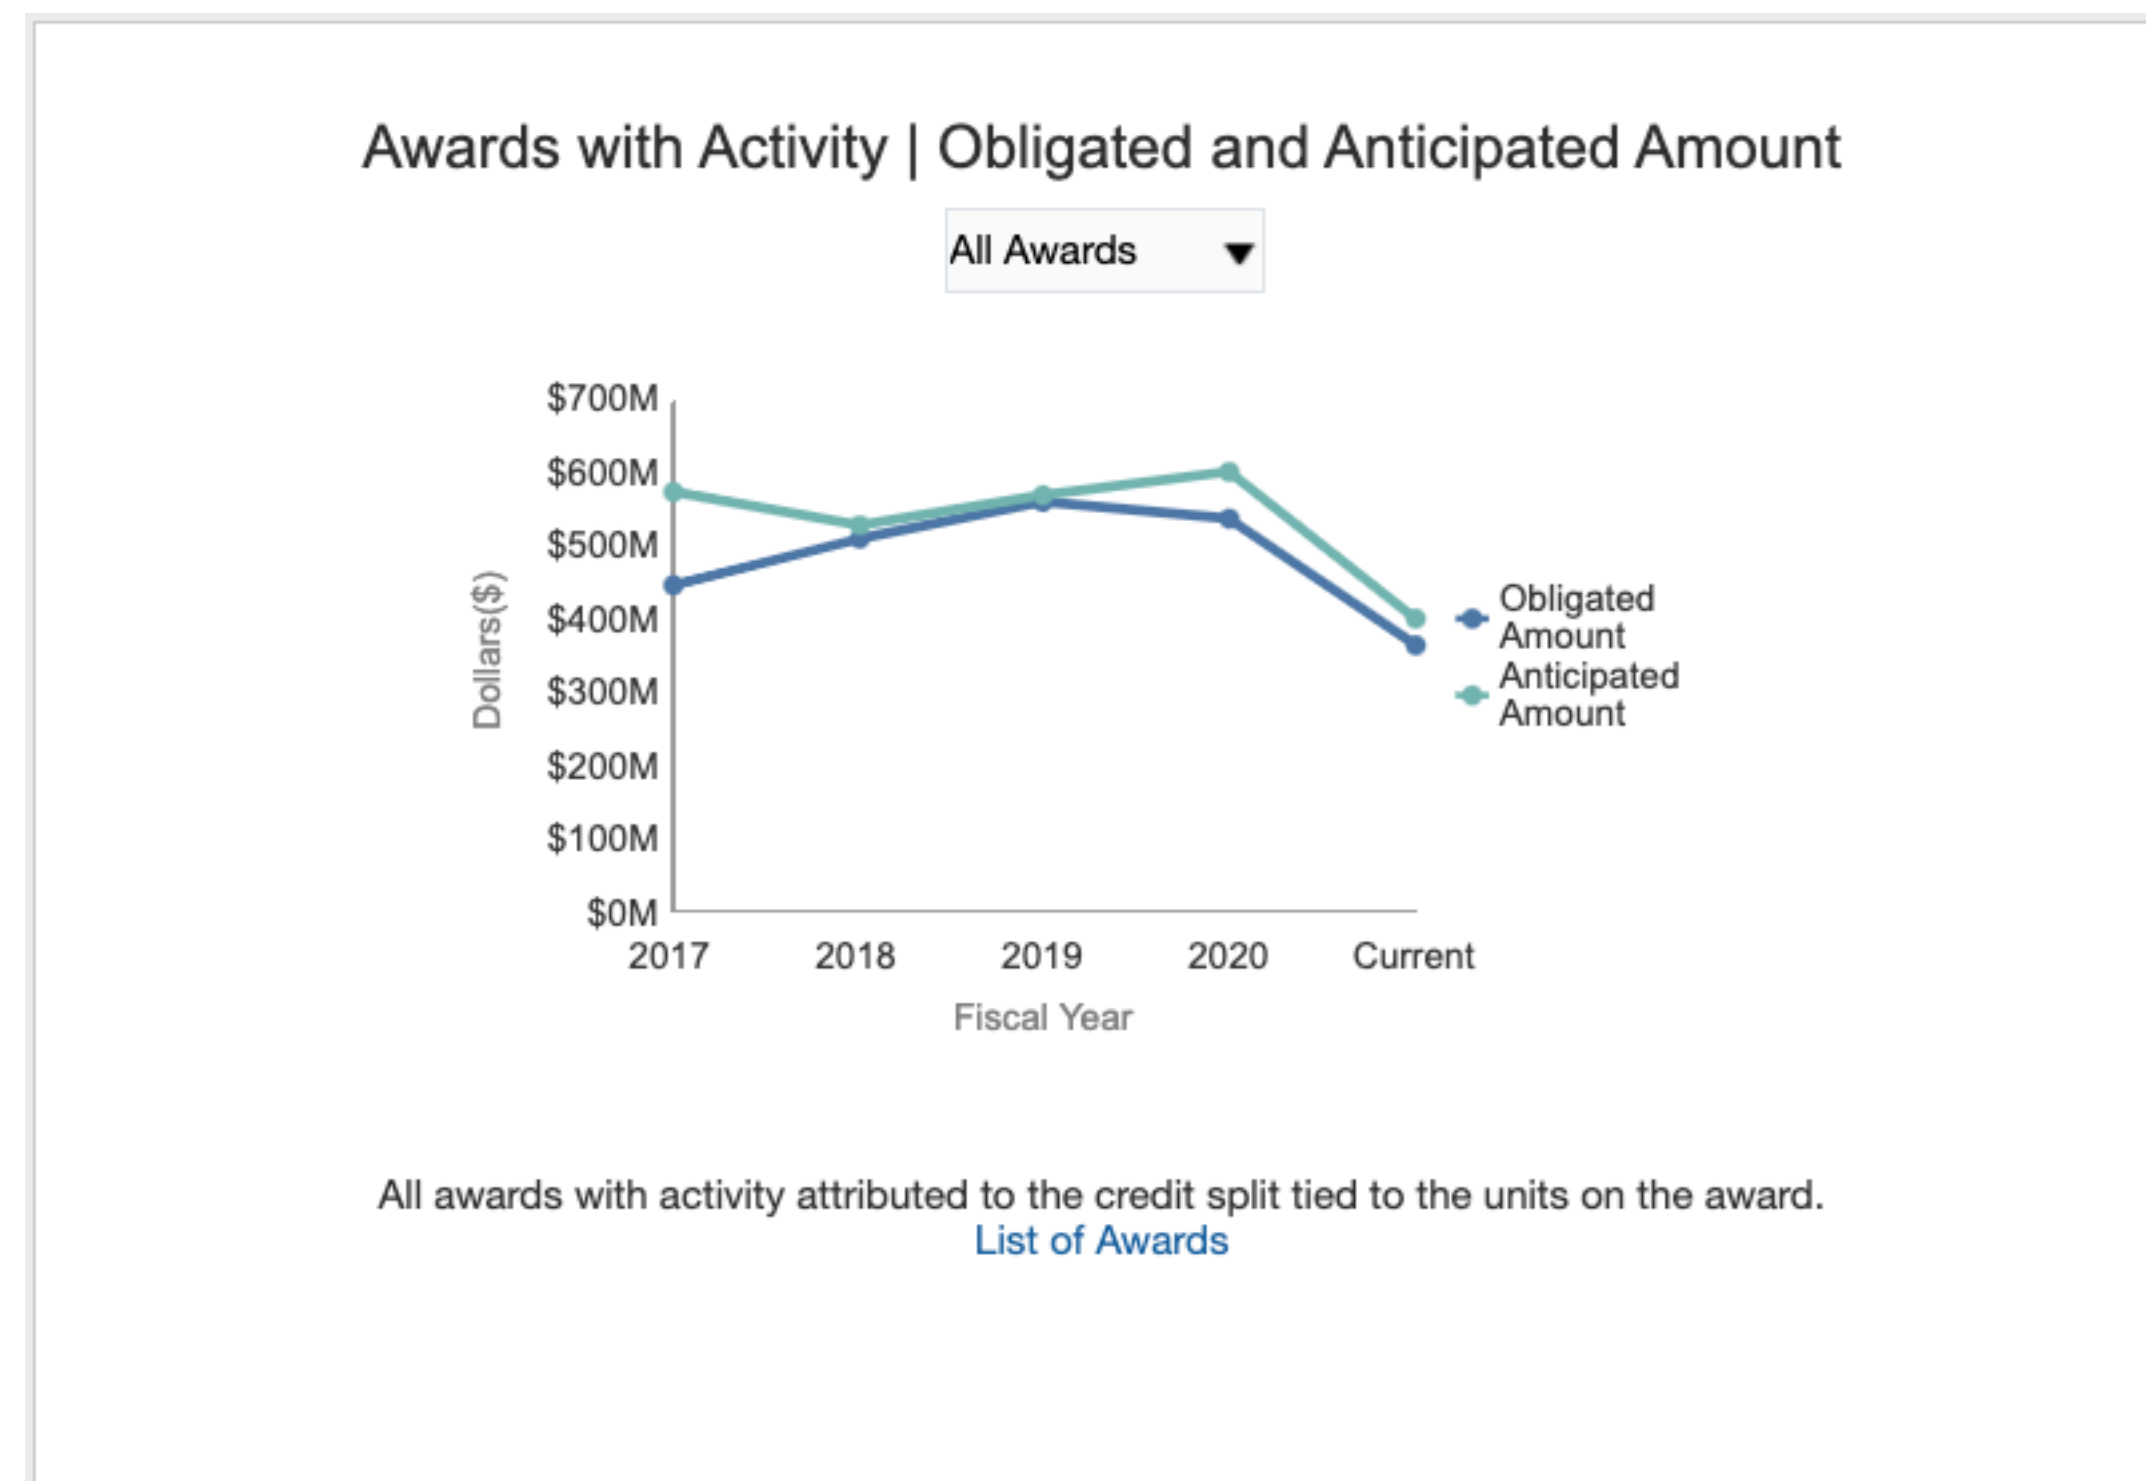 Awards with Activity | Obligated and Anticipated Amount
All Awards
$700M
$600M
$500M
$400M
$300M
$200M
$100M
$0M
Dollars($)
2017 2018 2019 2020 Current
Fiscal Year
Obligated
Amount
Anticipated
Amount
All awards with activity attributed to the credit split tied to the units on the award.
List of Awards